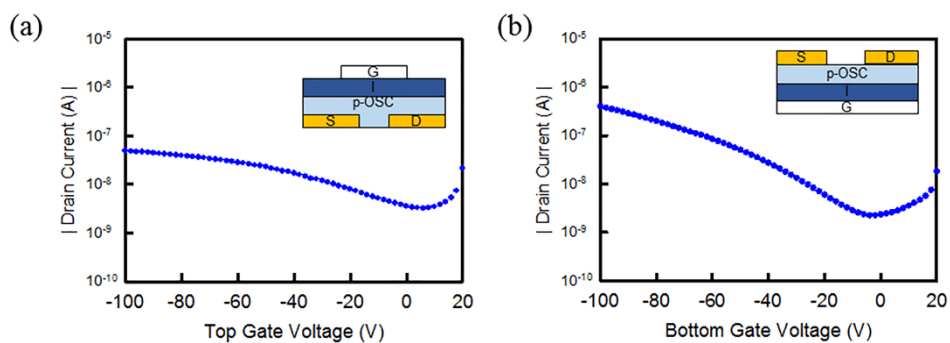 (a)
| Drain Current (A) |
10-5
10-6
10-7
10-8
10-9
10-10
-100
-80
-60
-40
-20
0
20
Top Gate Voltage (V)
G
I
p-OSC
S
D
(b)
| Drain Current (A) |
10-5
10-6
10-7
10-8
10-9
10-10
-100
-80
-60
-40
-20
0
20
Bottom Gate Voltage (V)
S
D
p-OSC
I
G